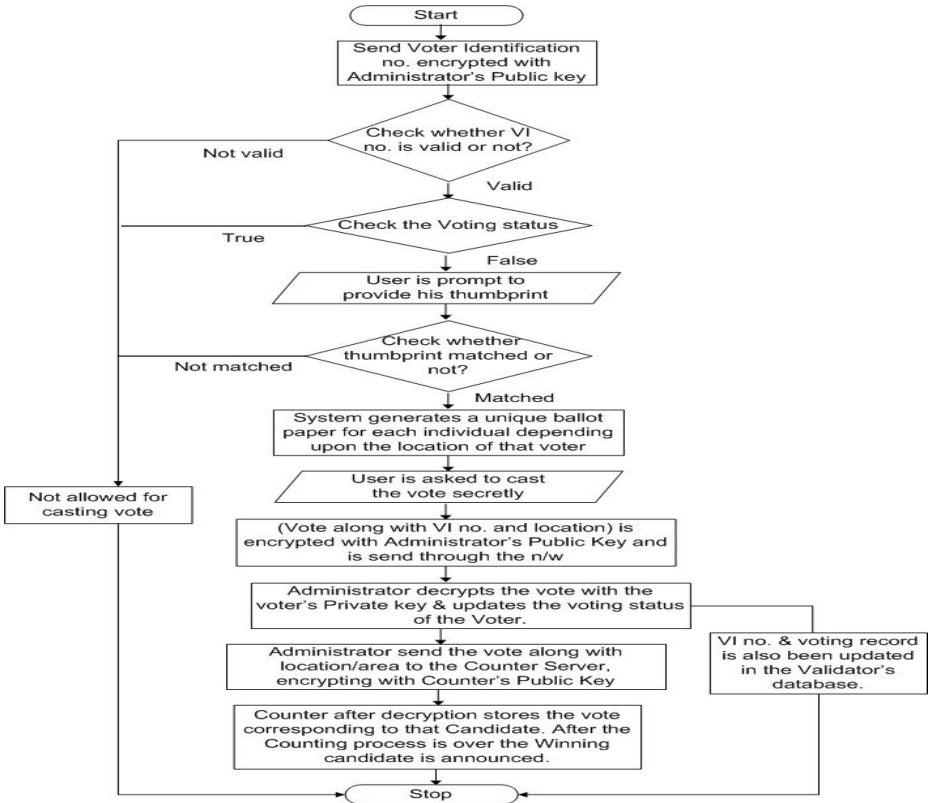 Start
Send Voter Identification
no. encrypted with
Administrator's Public key
Check whether VI
no. is valid or not?
Not valid
Valid
Check the Voting status
True
False
User is prompt to
provide his thumbprint
Check whether
thumbprint matched or
not?
Not matched
Matched
System generates a unique ballot
paper for each individual depending
upon the location of that voter
User is asked to cast
the vote secretly
Not allowed for
casting vote
(Vote along with VI no. and location) is
encrypted with Administrator's Public Key and
is send through the n/w
Administrator decrypts the vote with the
voter's Private key & updates the voting status
of the Voter.
VI no. & voting record
is also been updated
in the Validator's
database.
Administrator send the vote along with
location/area to the Counter Server,
encrypting with Counter's Public Key
Counter after decryption stores the vote
corresponding to that Candidate. After the
Counting process is over the Winning
candidate is announced.
Stop